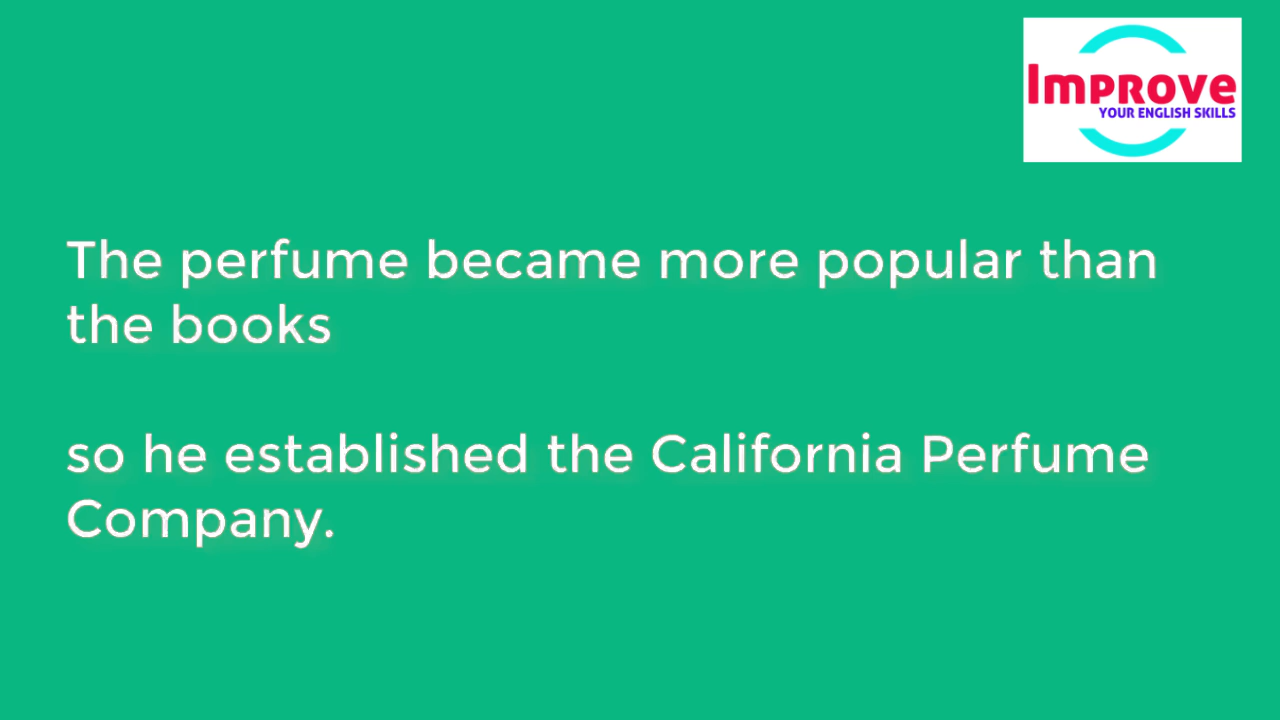 Improve
YOUR ENGLISH SKILLS
The perfume became more popular than
the books
so he established the California Perfume
Company.